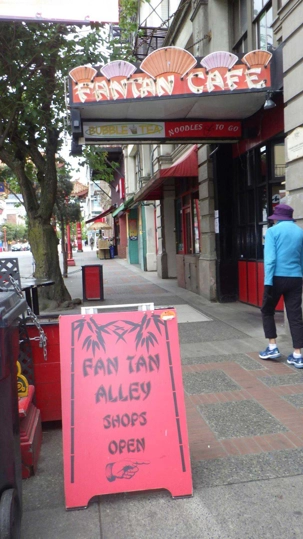 FANTAN CAFE
BUBBLE TEA NOODLES TO GO
FAN TAN
ALLEY
SHOPS
OPEN